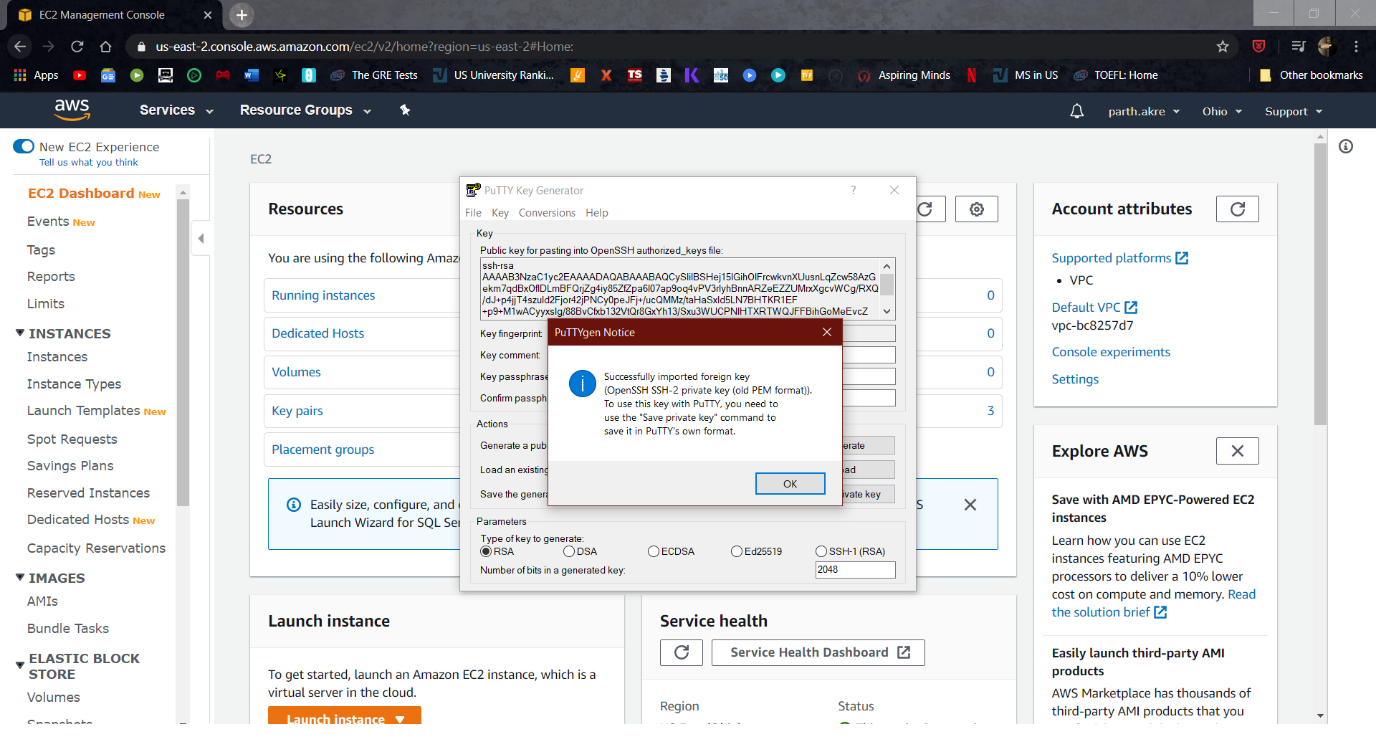 EC2 Management Console
us-east-2.console.aws.amazon.com/ec2/v2/home?region=us-east-2#Home:
Apps
The GRE Tests
US University Ranki...
Aspiring Minds
MS in US
TOEFL: Home
Other bookmarks
aws
Services
Resource Groups
parth.akre
Ohio
Support
New EC2 Experience
Tell us what you think
EC2 Dashboard New
Events New
Tags
Reports
Limits
INSTANCES
Instances
Instance Types
Launch Templates New
Spot Requests
Savings Plans
Reserved Instances
Dedicated Hosts New
Capacity Reservations
IMAGES
AMIs
Bundle Tasks
ELASTIC BLOCK
STORE
Volumes
Snapshots
EC2
Resources
You are using the following Amazo
Running instances 0
Dedicated Hosts 0
Volumes 0
Key pairs 3
Placement groups
Easily size, configure, and
Launch Wizard for SQL Se
PuTTY Key Generator
?
File Key Conversions Help
Key
Public key for pasting into OpenSSH authorized_keys file:
ssh-rsa
Key fingerprint
Key comment:
Key passphrase
Confirm passph
Actions
Generate a pub
erate
Load an existing
ad
Save the genera
ivate key
PuTTYgen Notice
Successfully imported foreign key
(OpenSSH SSH-2 private key (old PEM format)).
To use this key with PuTTY, you need to
use the "Save private key" command to
save it in PuTTY's own format.
OK
Parameters
Type of key to generate:
RSA DSA ECDSA Ed25519 SSH-1 (RSA)
Number of bits in a generated key: 2048
Launch instance
To get started, launch an Amazon EC2 instance, which is a
virtual server in the cloud.
Launch instance
Service health
Service Health Dashboard
Region Status
Account attributes
Supported platforms
VPC
Default VPC
vpc-bc8257d7
Console experiments
Settings
Explore AWS
Save with AMD EPYC-Powered EC2
instances
Learn how you can use EC2
instances featuring AMD EPYC
processors to deliver a 10% lower
cost on compute and memory. Read
the solution brief
Easily launch third-party AMI
products
AWS Marketplace has thousands of
third-party AMI products that you